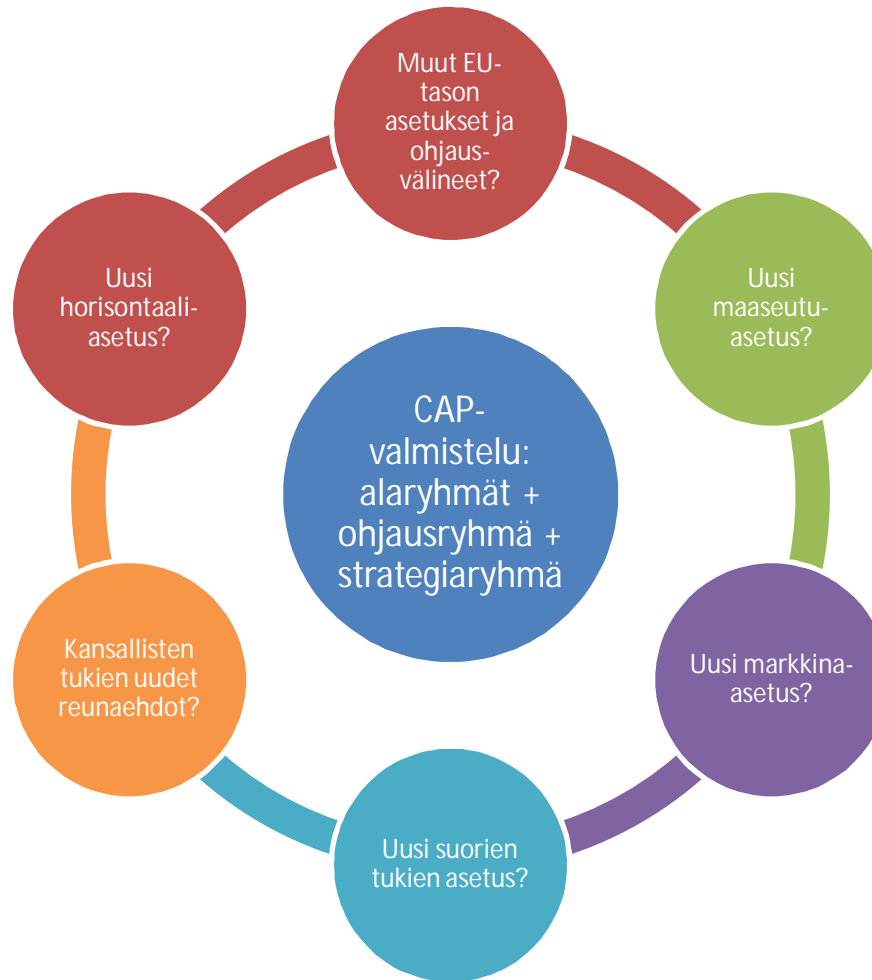 Muut EU-
tason
asetukset ja
ohjaus-
välineet?
Uusi
horisontaali-
asetus?
Uusi
maaseutu-
asetus?
CAP-
valmistelu:
alaryhmät +
ohjausryhmä +
strategiaryhmä
Kansallisten
tukien uudet
reunaehdot?
Uusi markkina-
asetus?
Uusi suorien
tukien asetus?